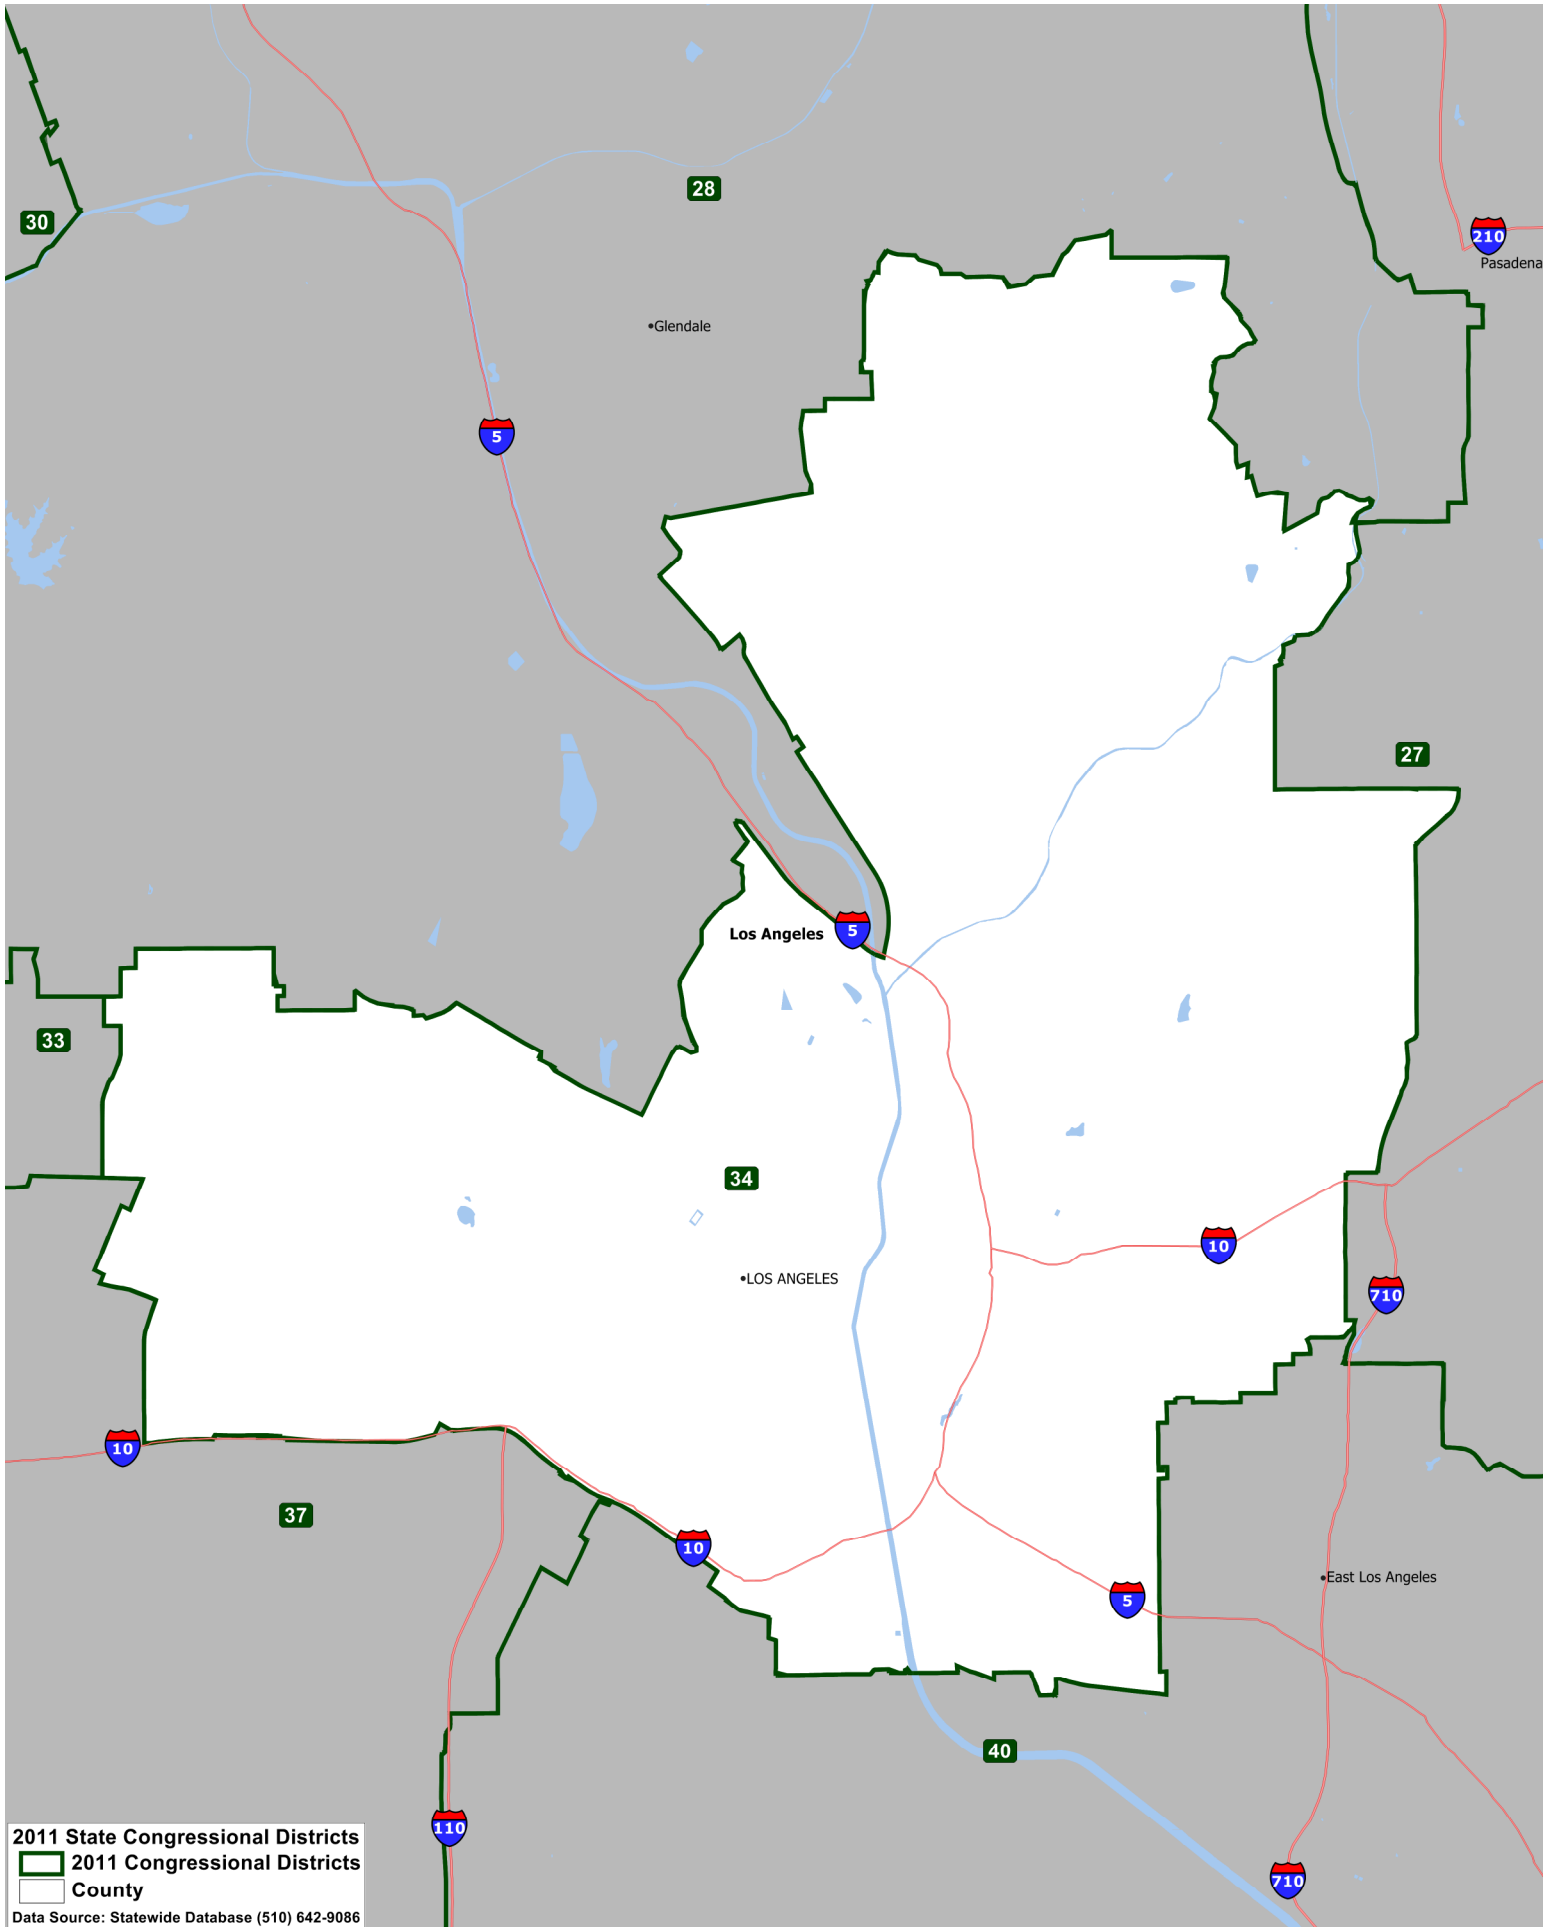 28
30
210
Pasadena
Glendale
5
27
Los Angeles
5
33
34
10
LOS ANGELES
710
10
37
10
East Los Angeles
5
40
110
710
2011 State Congressional Districts
2011 Congressional Districts
County
Data Source: Statewide Database (510) 642-9086